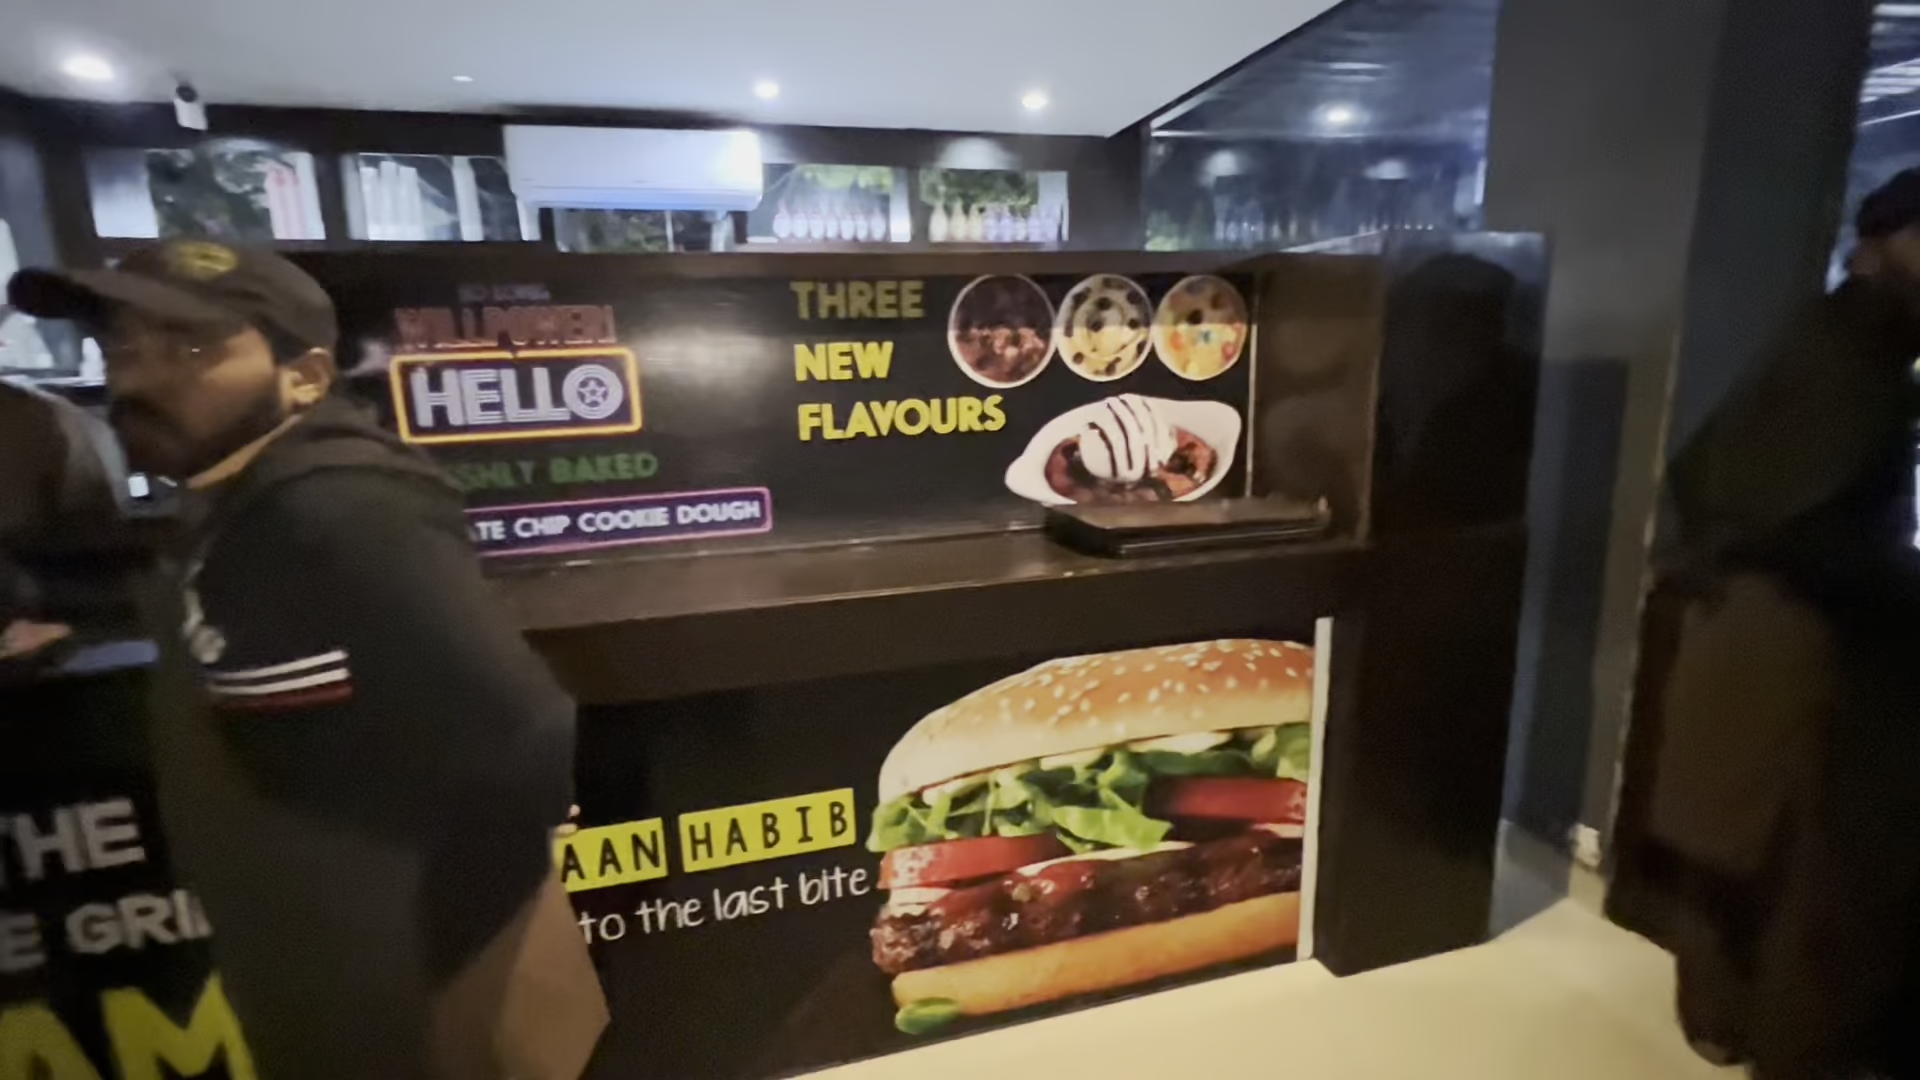 SO LONG,
WILLPOWER!
HELLO
SHLY BAKED
ATE CHIP COOKIE DOUGH
THREE
NEW
FLAVOURS
AAN HABIB
to the last bite
THE
E GRIL
AM